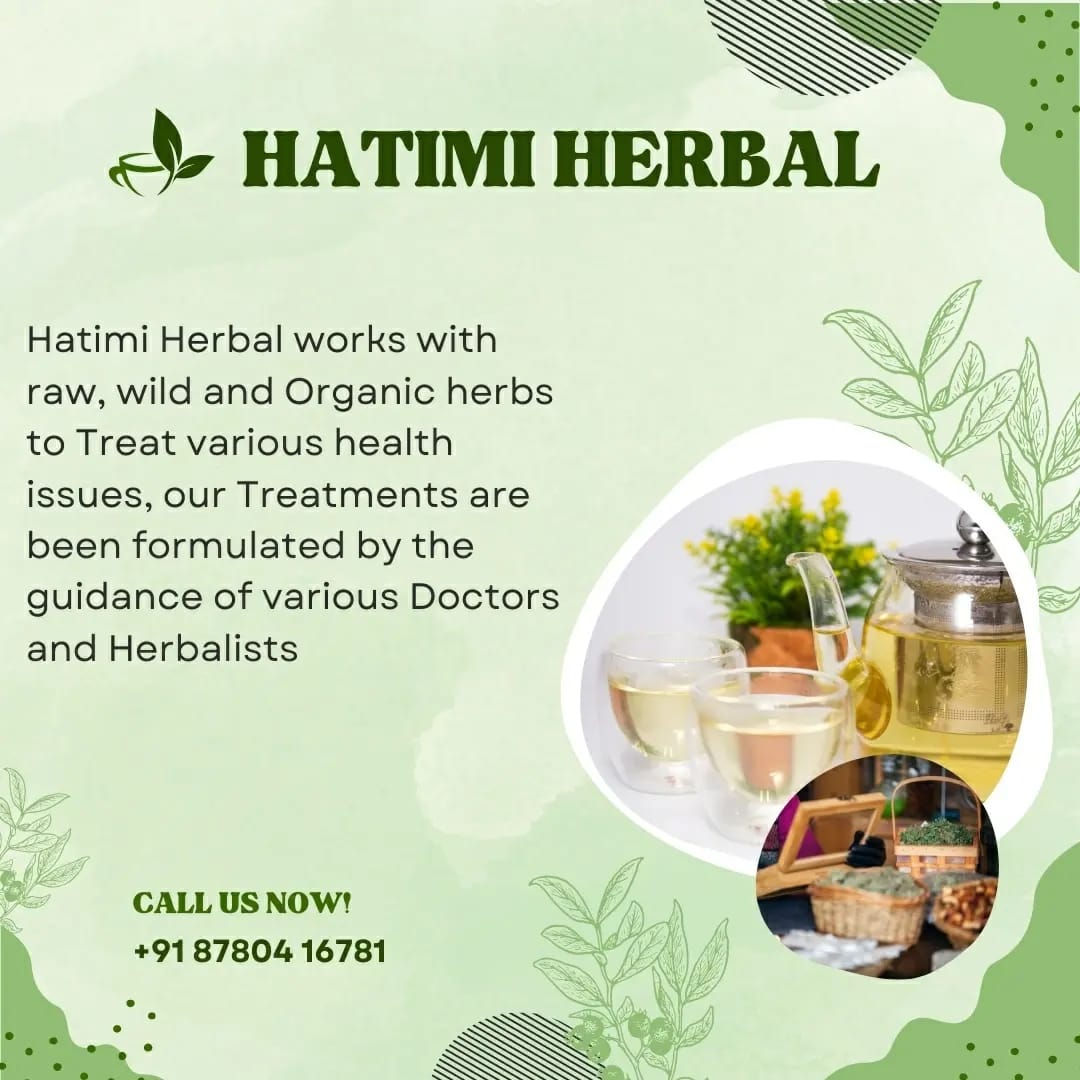 HATIMI HERBAL
Hatimi Herbal works with
raw, wild and Organic herbs
to Treat various health
issues, our Treatments are
been formulated by the
guidance of various Doctors
and Herbalists
CALL US NOW!
+91 87804 16781